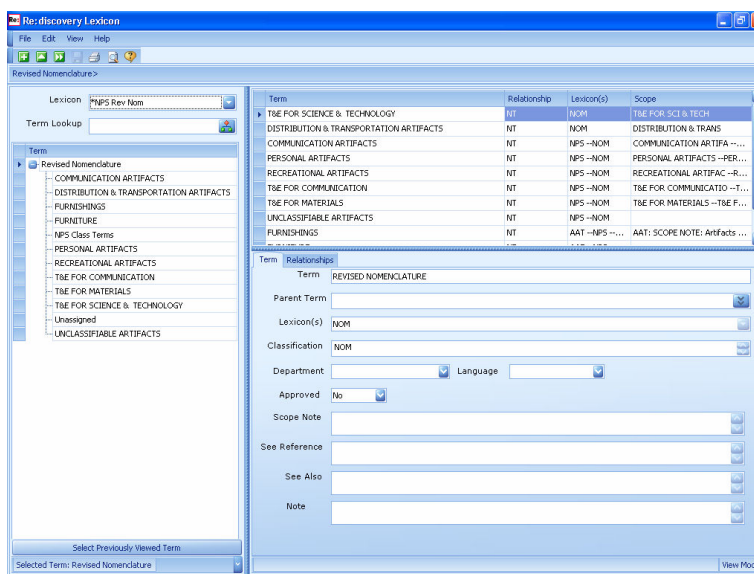 Re: Re:discovery Lexicon
File Edit View Help
Revised Nomenclature>
Lexicon *NPS Rev Nom
Term Lookup
Term
Revised Nomenclature
COMMUNICATION ARTIFACTS
DISTRIBUTION & TRANSPORTATION ARTIFACTS
FURNISHINGS
FURNITURE
NPS Class Terms
PERSONAL ARTIFACTS
RECREATIONAL ARTIFACTS
T&E FOR COMMUNICATION
T&E FOR MATERIALS
T&E FOR SCIENCE & TECHNOLOGY
Unassigned
UNCLASSIFIABLE ARTIFACTS
Select Previously Viewed Term
Selected Term: Revised Nomenclature
Term Relationship Lexicon(s) Scope
T&E FOR SCIENCE & TECHNOLOGY NT NOM T&E FOR SCI & TECH
DISTRIBUTION & TRANSPORTATION ARTIFACTS NT NOM DISTRIBUTION & TRANS
COMMUNICATION ARTIFACTS NT NPS --NOM COMMUNICATION ARTIFA --...
PERSONAL ARTIFACTS NT NPS --NOM PERSONAL ARTIFACTS --PER...
RECREATIONAL ARTIFACTS NT NPS --NOM RECREATIONAL ARTIFAC --R...
T&E FOR COMMUNICATION NT NPS --NOM T&E FOR COMMUNICATIO --T...
T&E FOR MATERIALS NT NPS --NOM T&E FOR MATERIALS --T&E F...
UNCLASSIFIABLE ARTIFACTS NT NPS --NOM
FURNISHINGS NT AAT --NPS --... AAT: SCOPE NOTE: Artifacts ...
Term Relationships
Term REVISED NOMENCLATURE
Parent Term
Lexicon(s) NOM
Classification NOM
Department Language
Approved No
Scope Note
See Reference
See Also
Note
View Mod